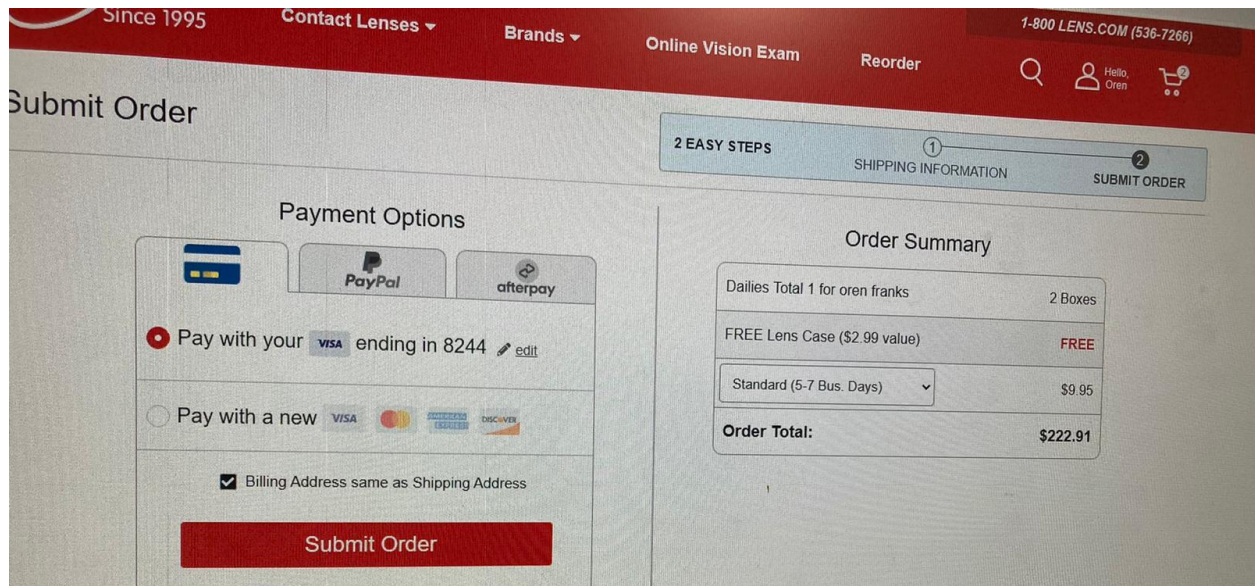 Since 1995
Contact Lenses
Brands
Online Vision Exam
Reorder
1-800 LENS.COM (536-7266)
Hello,
Oren
2
Submit Order
2 EASY STEPS
1
SHIPPING INFORMATION
2
SUBMIT ORDER
Payment Options
PayPal
afterpay
Pay with your VISA ending in 8244 edit
Pay with a new VISA AMERICAN EXPRESS DISCOVER
Billing Address same as Shipping Address
Submit Order
Order Summary
Dailies Total 1 for oren franks 2 Boxes
FREE Lens Case ($2.99 value) FREE
Standard (5-7 Bus. Days) $9.95
Order Total: $222.91